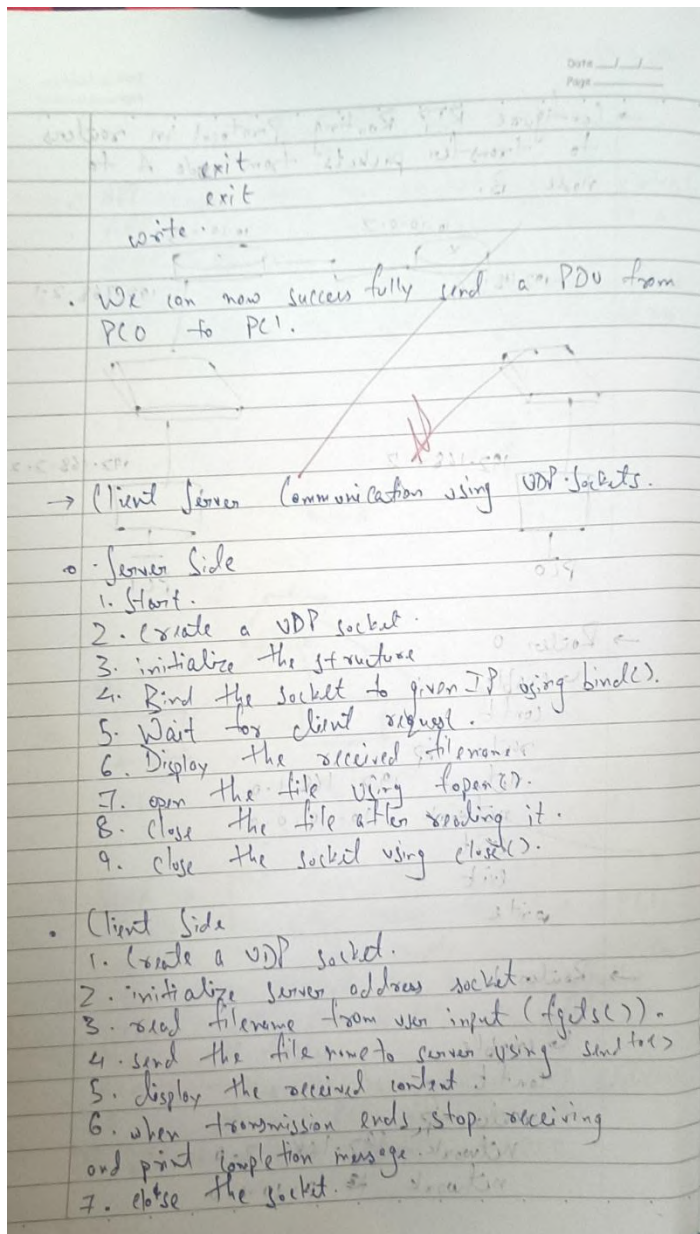 Date __/__/__
Page
exit
exit
write.
. We can now successfully send a PDU from
PC0 to PC1.
→ Client Server Communication using UDP Sockets.
Server Side
1. Start.
2. Create a UDP socket.
3. initialize the structure
4. Bind the socket to given IP using bind().
5. Wait for client request.
6. Display the received filename.
7. open the file using fopen().
8. close the file after reading it.
9. close the socket using close().
. Client Side
1. Create a UDP socket.
2. initialize server address socket.
3. read filename from user input (fgets()).
4. send the file name to server using sendto()
5. display the received content.
6. when transmission ends, stop receiving
and print completion message.
7. close the socket.